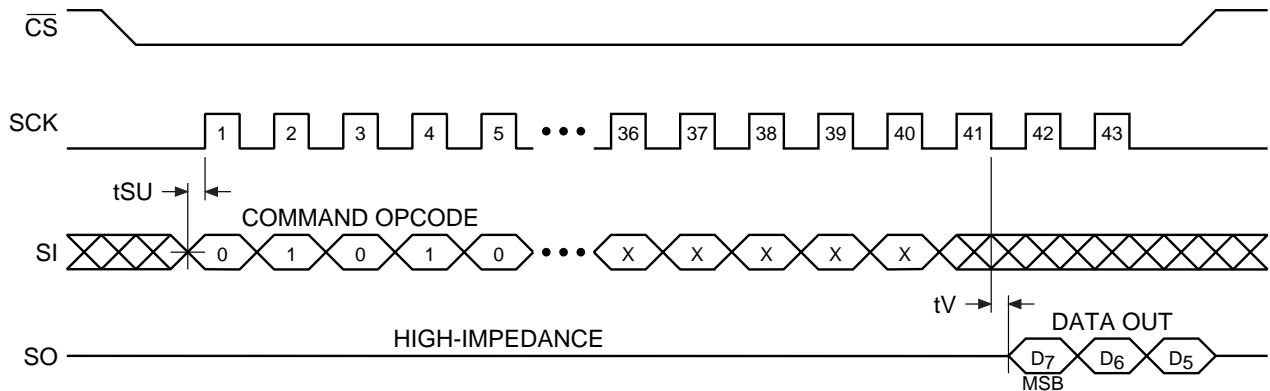 CS
SCK 1 2 3 4 5 ••• 36 37 38 39 40 41 42 43
tSU
COMMAND OPCODE
SI 0 1 0 1 0 ••• X X X X X
tV
HIGH-IMPEDANCE
DATA OUT
SO D7 D6 D5
MSB